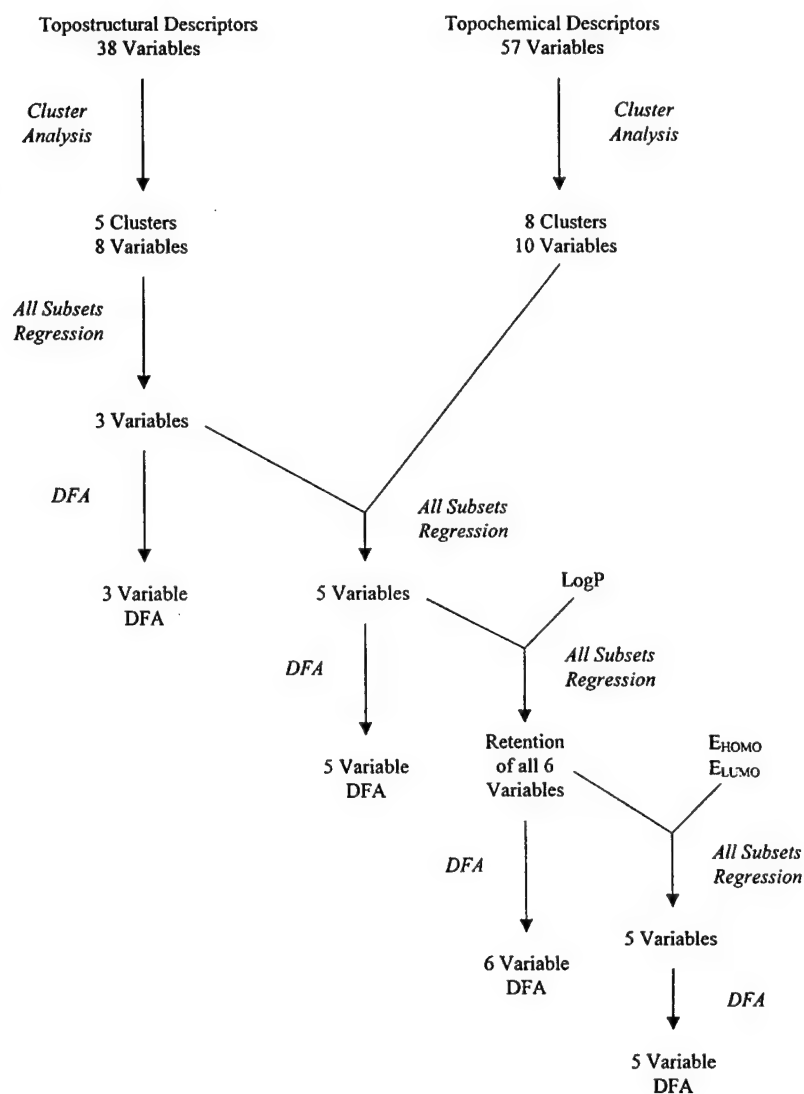 Topostructural Descriptors
38 Variables
Topochemical Descriptors
57 Variables
Cluster
Analysis
Cluster
Analysis
5 Clusters
8 Variables
8 Clusters
10 Variables
All Subsets
Regression
3 Variables
DFA
All Subsets
Regression
3 Variable
DFA
5 Variables
LogP
DFA
All Subsets
Regression
5 Variable
DFA
Retention
of all 6
Variables
EHOMO
ELUMO
DFA
All Subsets
Regression
6 Variable
DFA
5 Variables
DFA
5 Variable
DFA